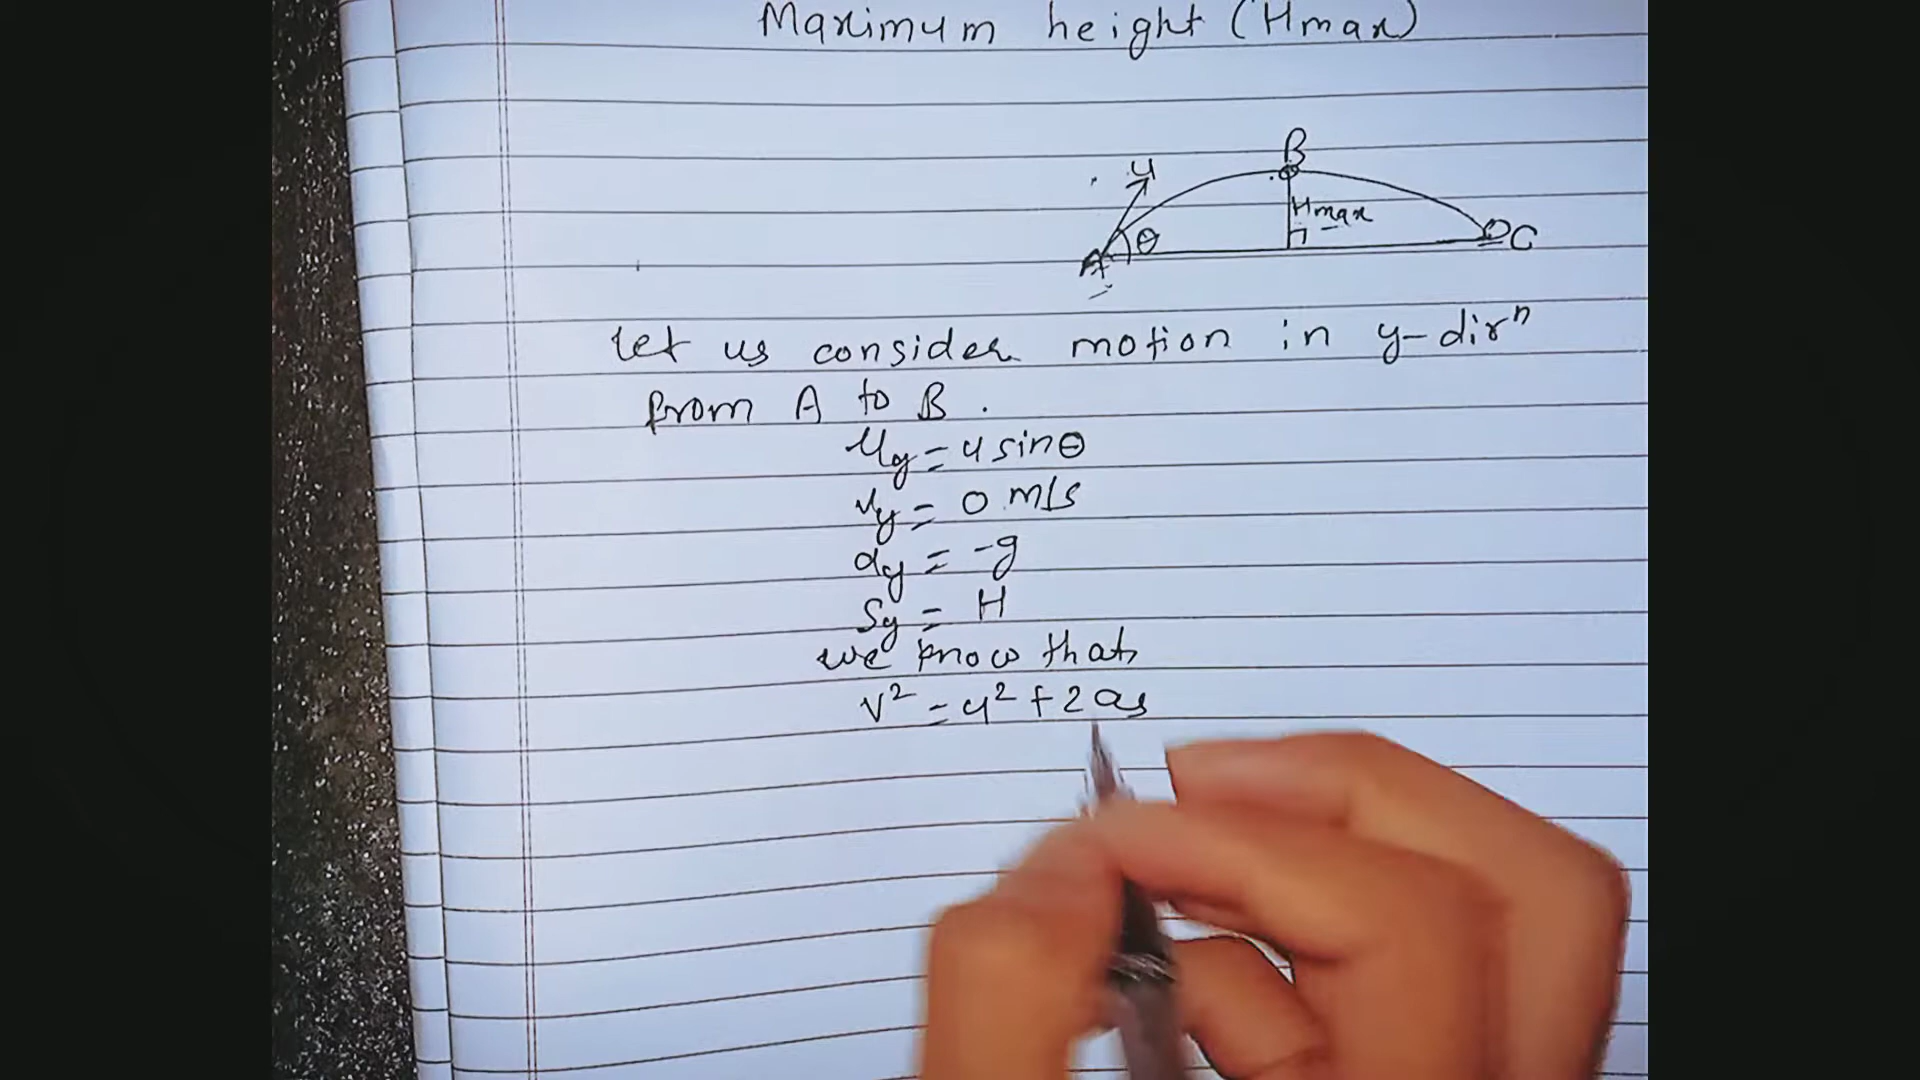 Maximum height (Hmax)
B
u
Hmax
θ
A
C
let us consider motion in y-dirⁿ
from A to B.
uy = u sinθ
vy = 0 m/s
ay = -g
Sy = H
we know that,
v² = u² + 2as